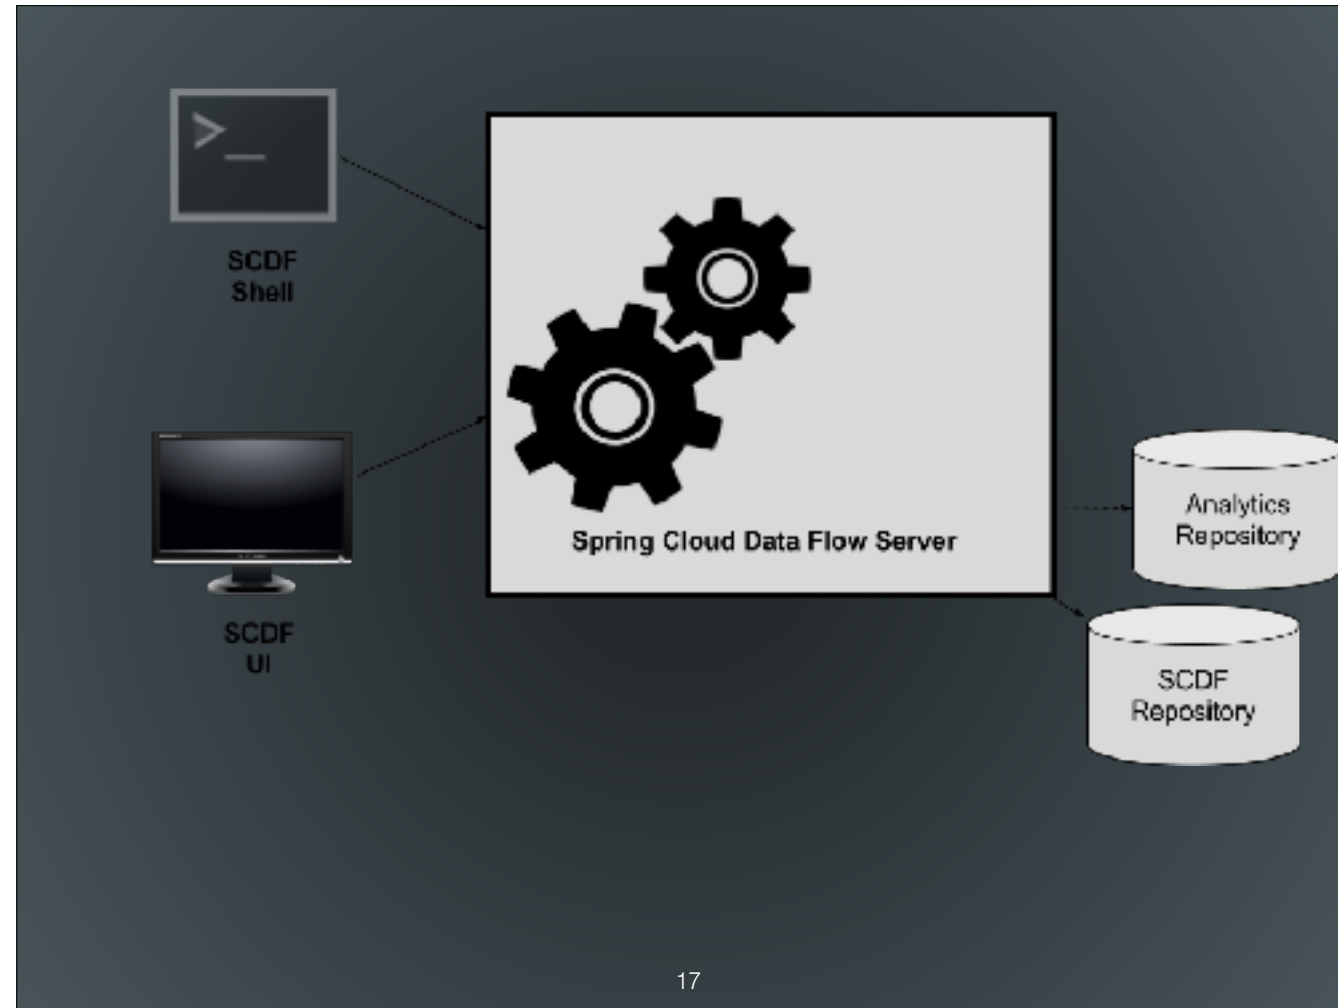 >_
SCDF
Shell
SCDF
UI
Spring Cloud Data Flow Server
Analytics
Repository
SCDF
Repository
17